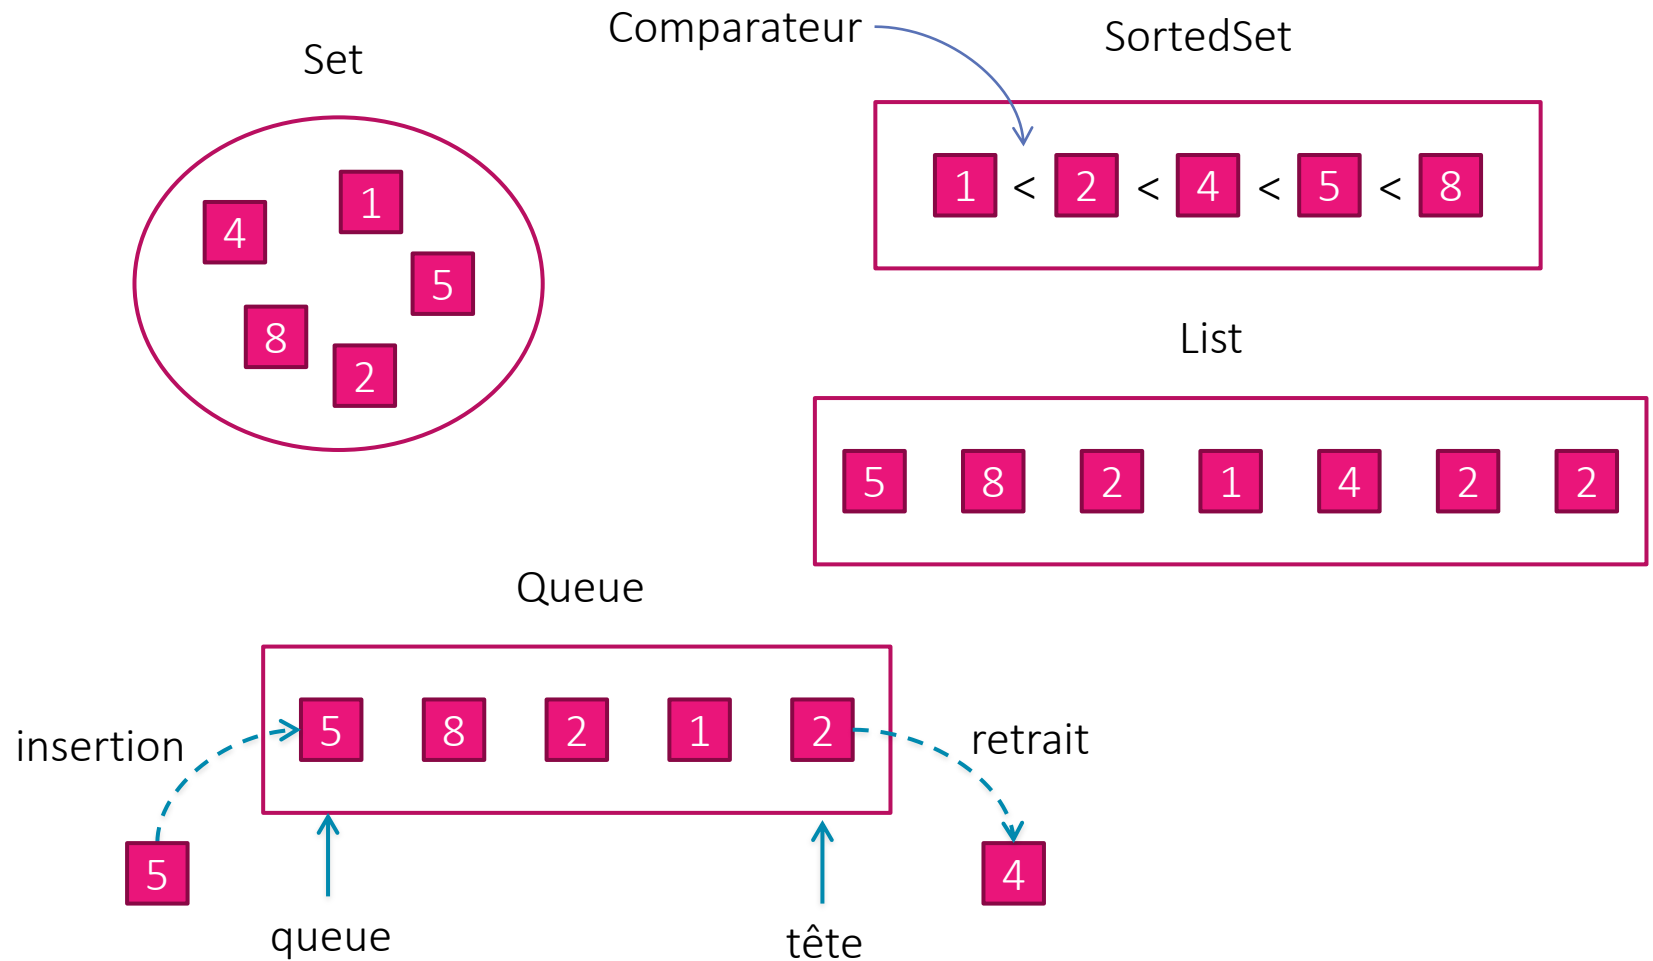 Set
4
1
5
8
2
Comparateur
SortedSet
1 < 2 < 4 < 5 < 8
List
5 8 2 1 4 2 2
Queue
insertion
5 8 2 1 2
retrait
5
4
queue
tête